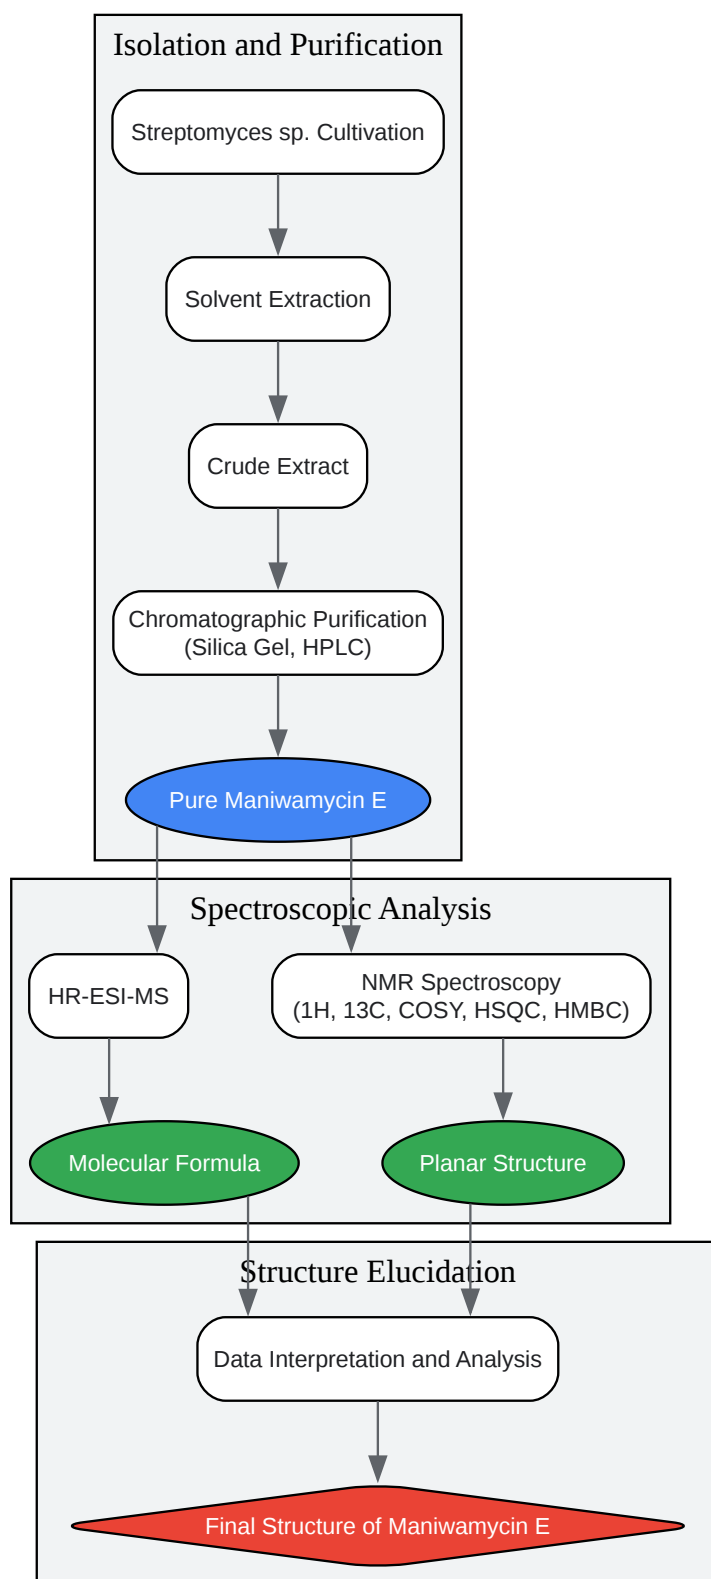 Isolation and Purification
Streptomyces sp. Cultivation
Solvent Extraction
Crude Extract
Chromatographic Purification
(Silica Gel, HPLC)
Pure Maniwamycin E
Spectroscopic Analysis
HR-ESI-MS
NMR Spectroscopy
(1H, 13C, COSY, HSQC, HMBC)
Molecular Formula
Planar Structure
Structure Elucidation
Data Interpretation and Analysis
Final Structure of Maniwamycin E